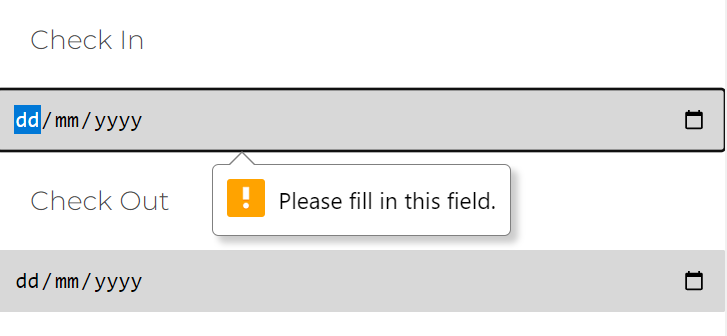 Check In
dd/mm/yyyy
Check Out
Please fill in this field.
dd/mm/yyyy